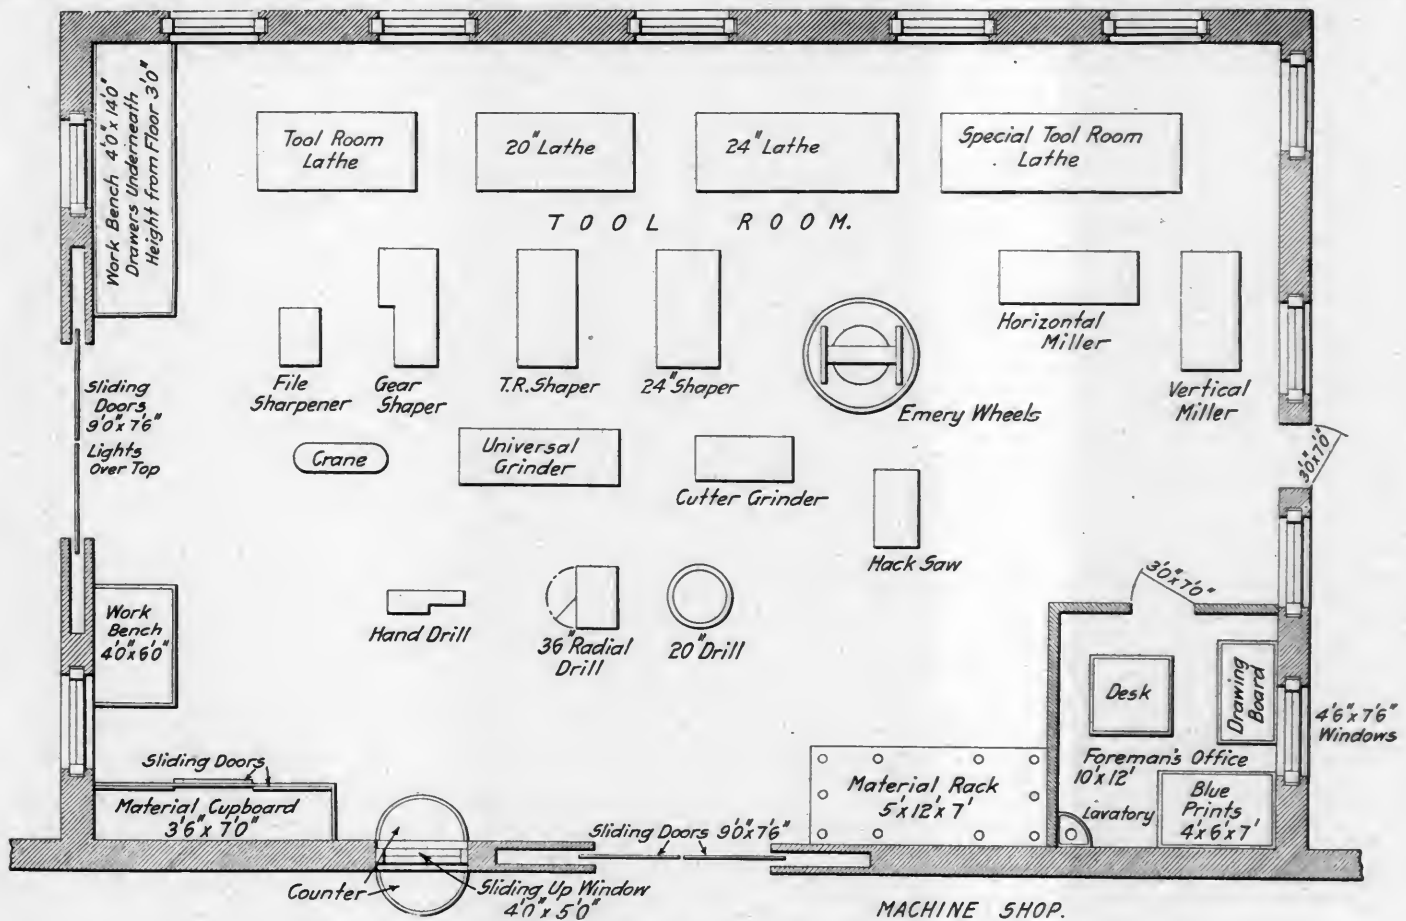 Work Bench 4'0" x 14'0"
Drawers Underneath
Height from Floor 3'0"
Tool Room
Lathe
20" Lathe
24" Lathe
Special Tool Room
Lathe
TOOL ROOM.
File
Sharpener
Gear
Shaper
T.R. Shaper
24" Shaper
Emery Wheels
Horizontal
Miller
Vertical
Miller
Sliding
Doors
9'0" x 7'6"
Lights
Over Top
Crane
Universal
Grinder
Cutter Grinder
Hack Saw
3'0" x 7'0"
3'0" x 7'0"
Work
Bench
4'0" x 6'0"
Hand Drill
36" Radial
Drill
20" Drill
Desk
Drawing
Board
4'6" x 7'6"
Windows
Foreman's Office
10' x 12'
Lavatory
Blue
Prints
4' x 6' x 7'
Sliding Doors
Material Cupboard
3'6" x 7'0"
Material Rack
5' x 12' x 7'
Sliding Doors 9'0" x 7'6"
Counter
Sliding Up Window
4'0" x 5'0"
MACHINE SHOP.